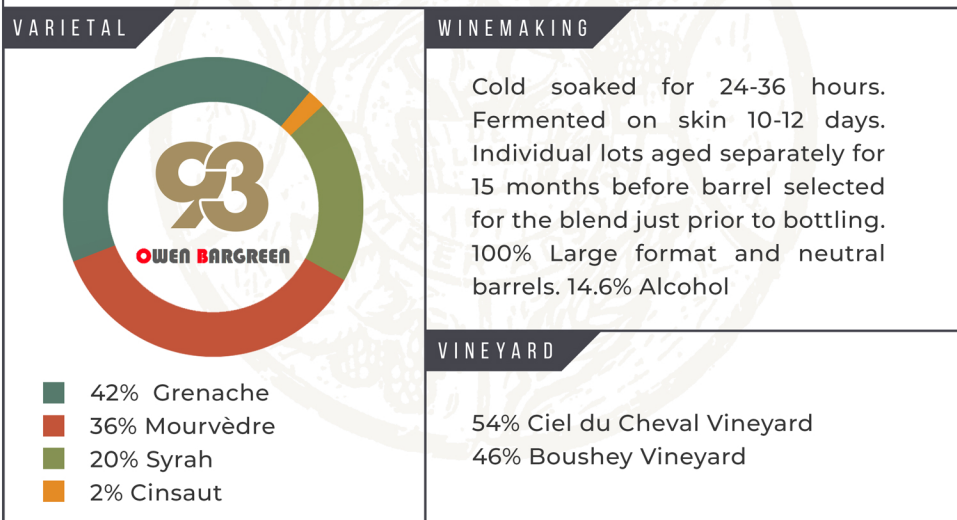 VARIETAL
93
OWEN BARGREEN
42% Grenache
36% Mourvèdre
20% Syrah
2% Cinsaut
WINEMAKING
Cold soaked for 24-36 hours.
Fermented on skin 10-12 days.
Individual lots aged separately for
15 months before barrel selected
for the blend just prior to bottling.
100% Large format and neutral
barrels. 14.6% Alcohol
VINEYARD
54% Ciel du Cheval Vineyard
46% Boushey Vineyard